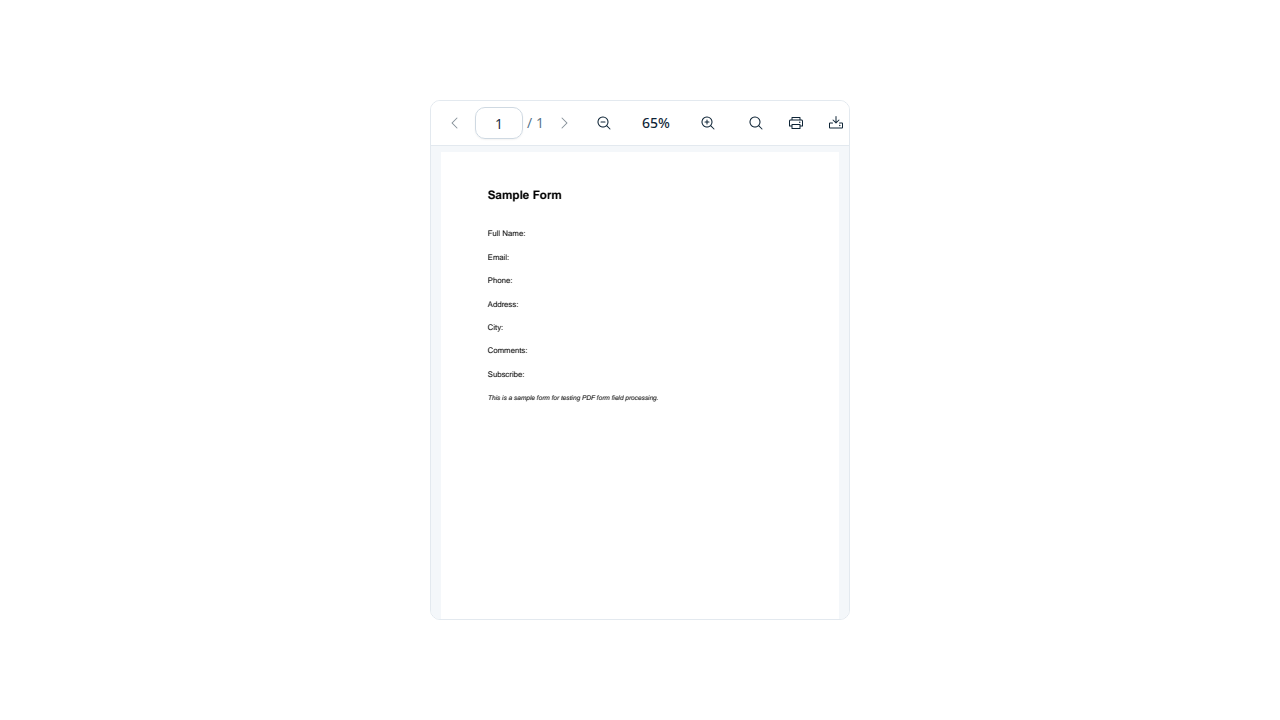 1 / 1 65%
Sample Form
Full Name:
Email:
Phone:
Address:
City:
Comments:
Subscribe:
This is a sample form for testing PDF form field processing.